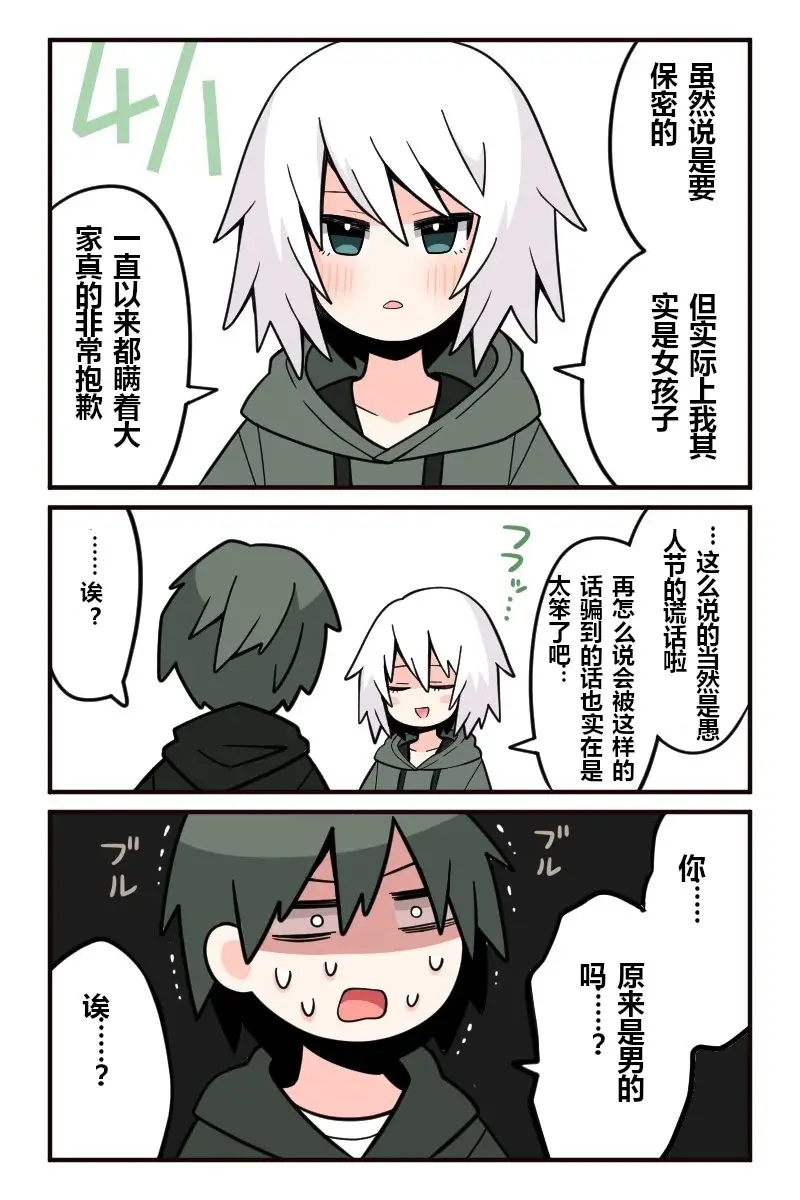 4/1
虽然说是要
保密的
但实际上我其
实是女孩子
一直以来都瞒着大
家真的非常抱歉
…这么说的当然是愚
人节的谎话啦
再怎么说会被这样的
话骗到的话也实在是
太笨了吧…
フフッ…
……诶？
你……
原来是男的
吗……？
ブル
ブル
诶……？